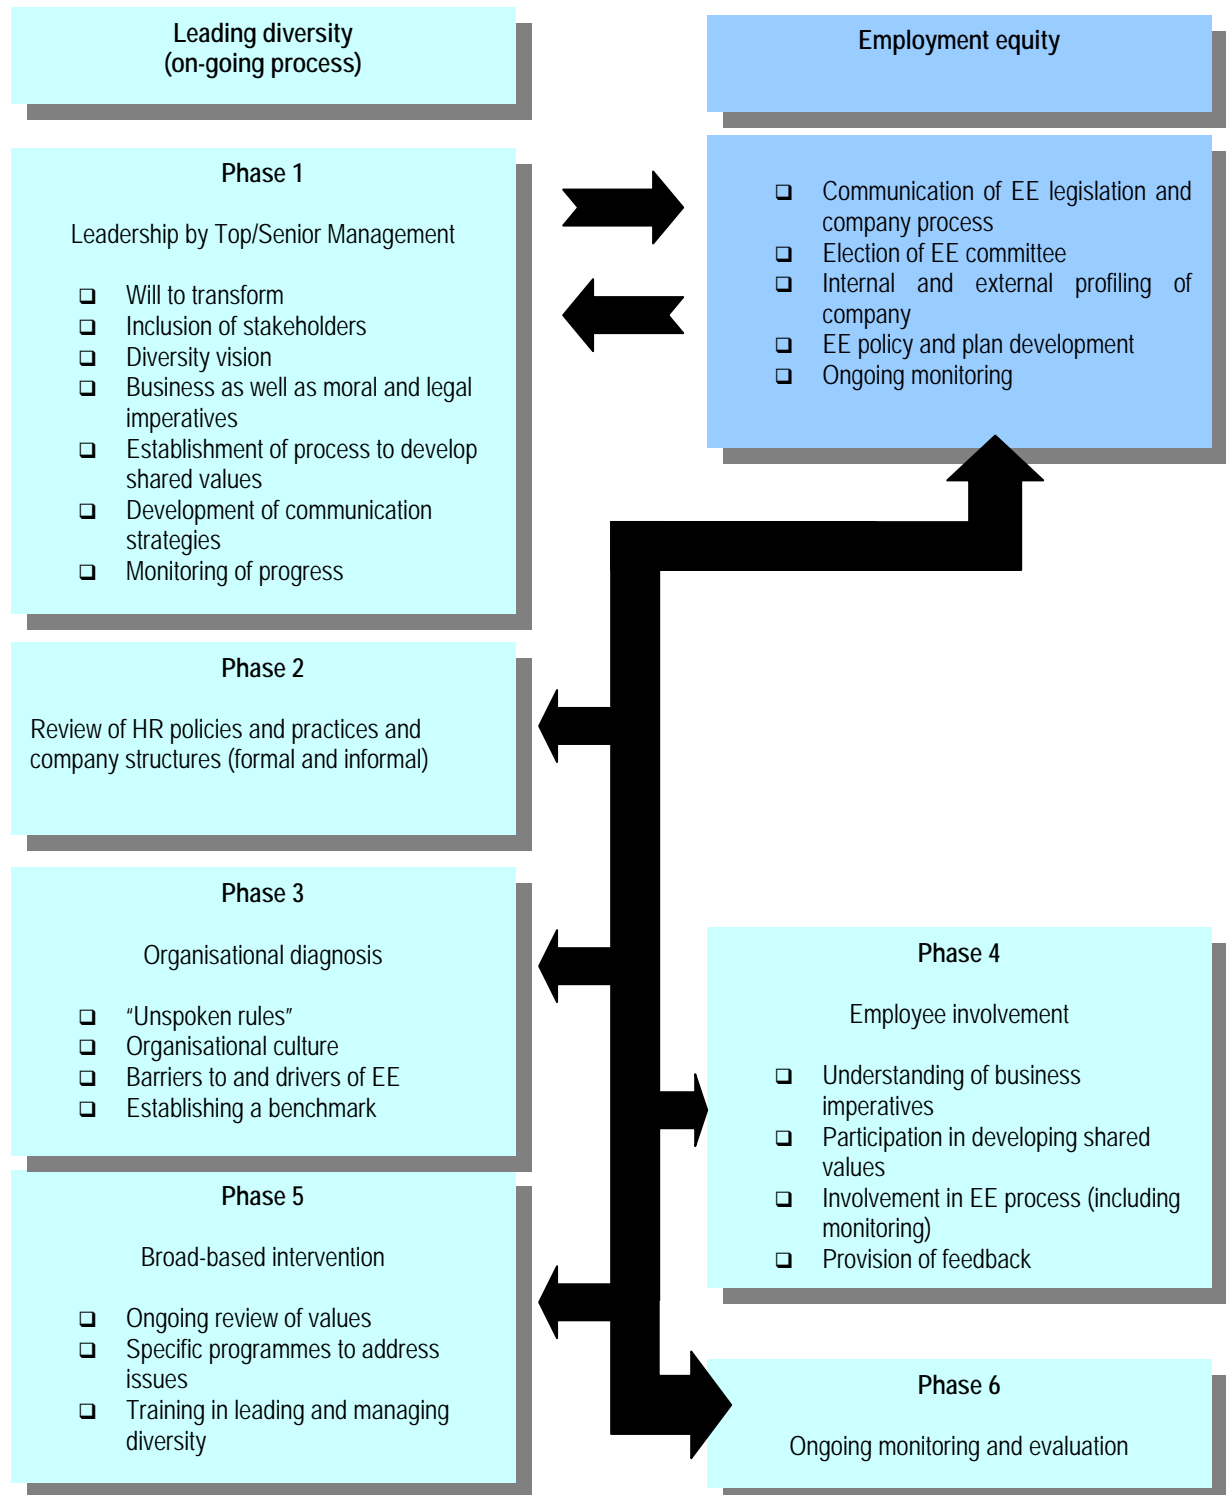 Leading diversity
(on-going process)
Employment equity
Phase 1
Leadership by Top/Senior Management
❑ Will to transform
❑ Inclusion of stakeholders
❑ Diversity vision
❑ Business as well as moral and legal
imperatives
❑ Establishment of process to develop
shared values
❑ Development of communication
strategies
❑ Monitoring of progress
❑ Communication of EE legislation and
company process
❑ Election of EE committee
❑ Internal and external profiling of
company
❑ EE policy and plan development
❑ Ongoing monitoring
Phase 2
Review of HR policies and practices and
company structures (formal and informal)
Phase 3
Organisational diagnosis
❑ “Unspoken rules”
❑ Organisational culture
❑ Barriers to and drivers of EE
❑ Establishing a benchmark
Phase 4
Employee involvement
❑ Understanding of business
imperatives
❑ Participation in developing shared
values
❑ Involvement in EE process (including
monitoring)
❑ Provision of feedback
Phase 5
Broad-based intervention
❑ Ongoing review of values
❑ Specific programmes to address
issues
❑ Training in leading and managing
diversity
Phase 6
Ongoing monitoring and evaluation